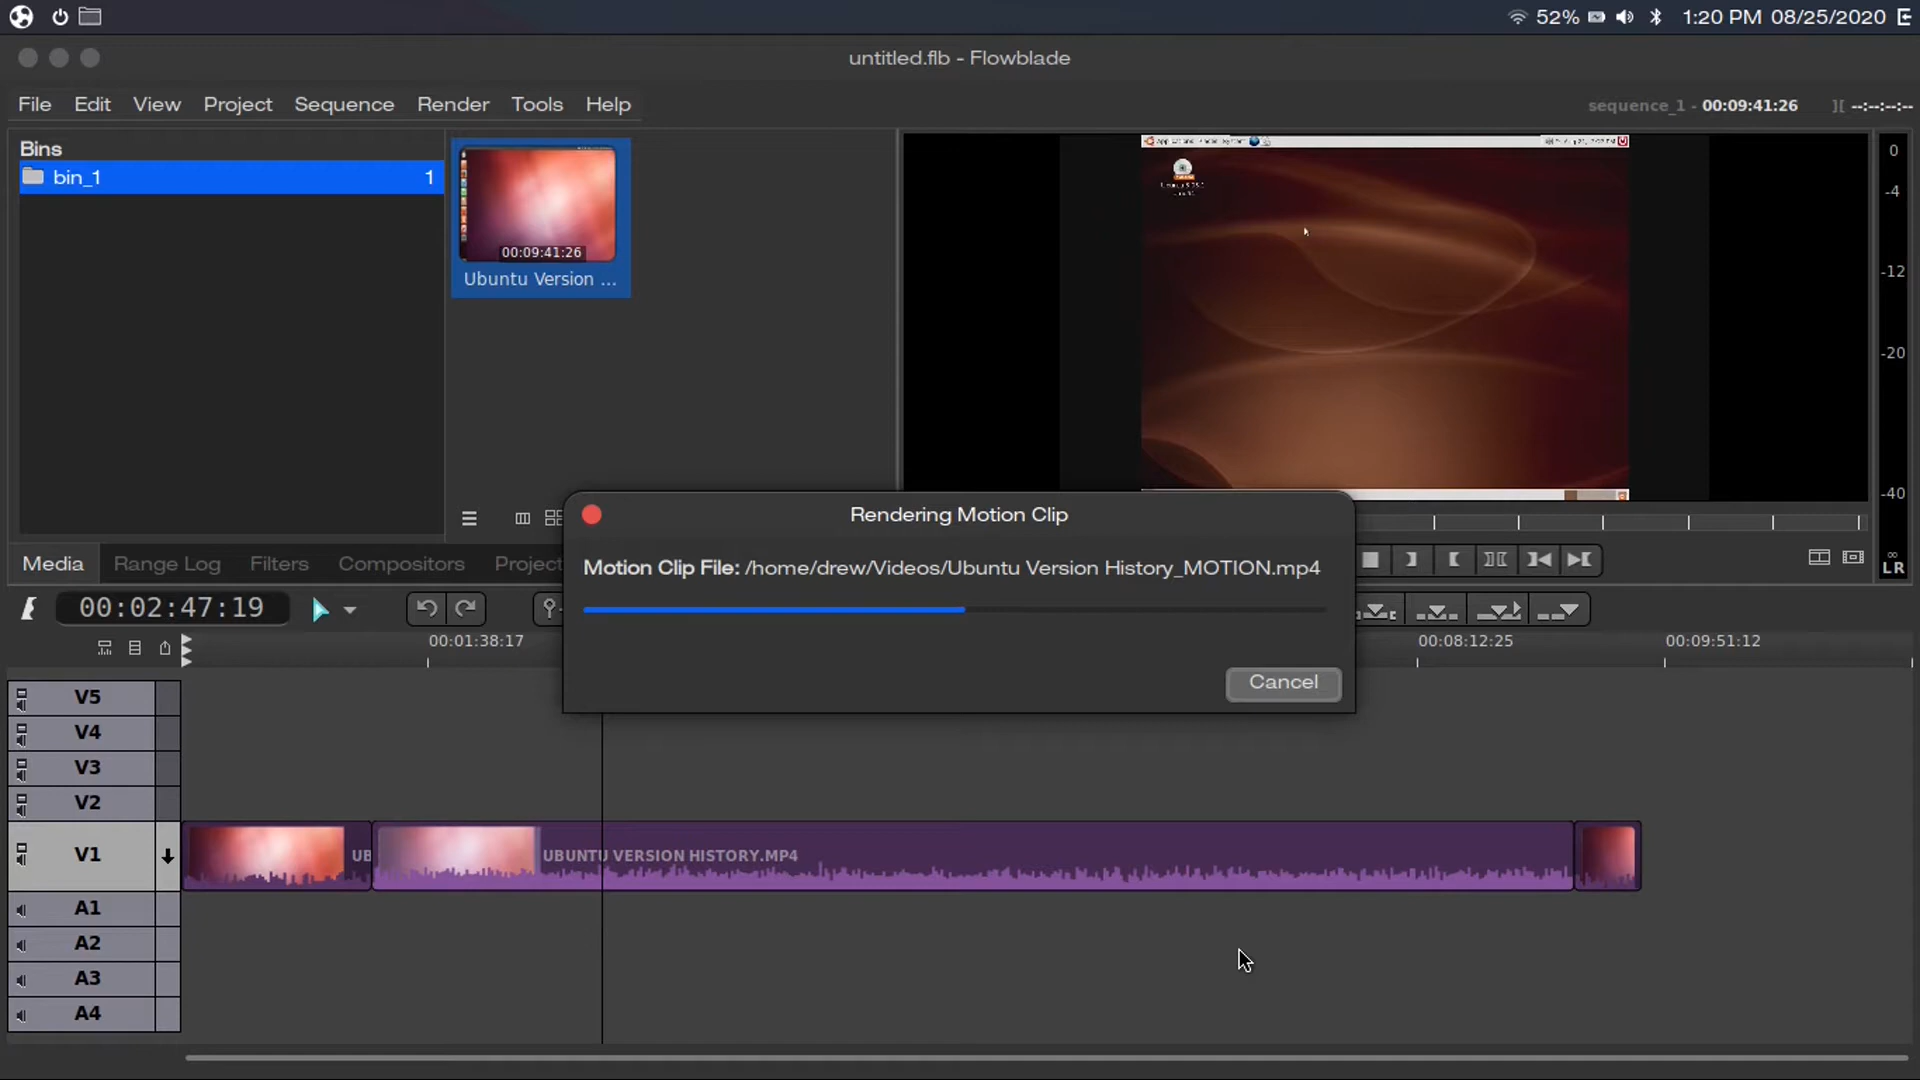 52% 1:20 PM 08/25/2020
untitled.flb - Flowblade
File Edit View Project Sequence Render Tools Help
sequence_1 - 00:09:41:26 ][ --:--:--:--
Bins
bin_1 1
00:09:41:26
Ubuntu Version ...
0
-4
-12
-20
-40
∞
LR
Rendering Motion Clip
Motion Clip File: /home/drew/Videos/Ubuntu Version History_MOTION.mp4
Cancel
Media Range Log Filters Compositors Project
00:02:47:19
00:01:38:17 00:08:12:25 00:09:51:12
V5
V4
V3
V2
V1 UB UBUNTU VERSION HISTORY.MP4
A1
A2
A3
A4